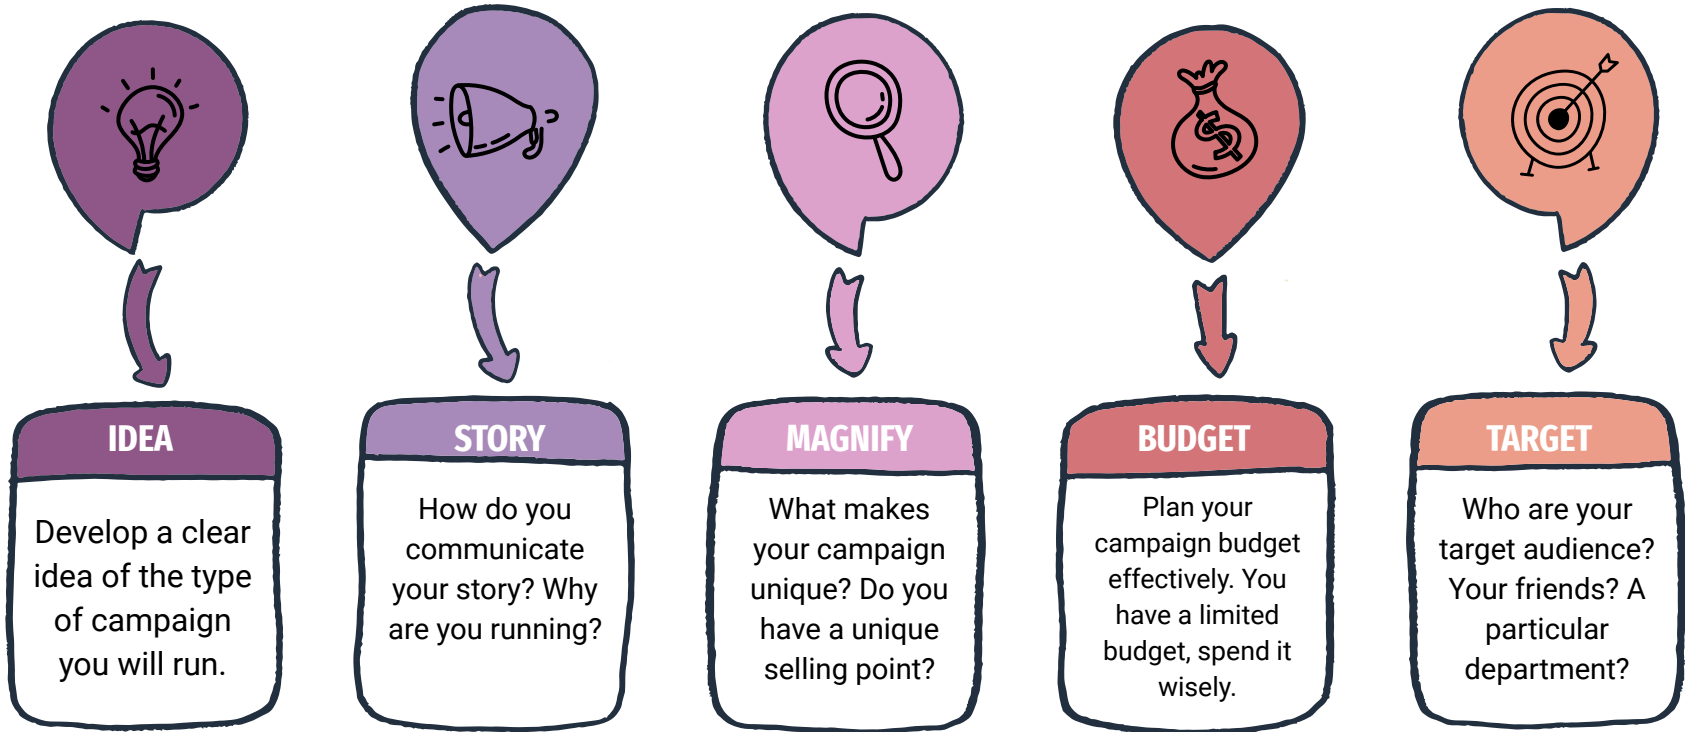 IDEA
Develop a clear
idea of the type
of campaign
you will run.
STORY
How do you
communicate
your story? Why
are you running?
MAGNIFY
What makes
your campaign
unique? Do you
have a unique
selling point?
BUDGET
Plan your
campaign budget
effectively. You
have a limited
budget, spend it
wisely.
TARGET
Who are your
target audience?
Your friends? A
particular
department?